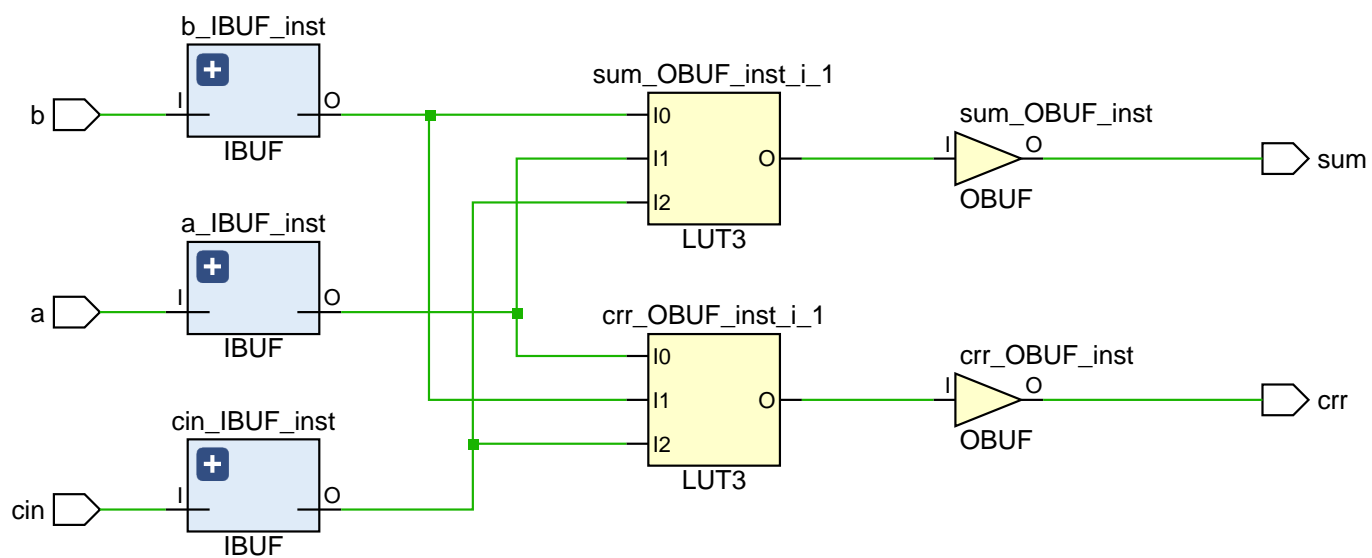 b_IBUF_inst
b
I
O
IBUF
sum_OBUF_inst_i_1
I0
I1
I2
O
LUT3
sum_OBUF_inst
I
O
OBUF
sum
a_IBUF_inst
a
I
O
IBUF
crr_OBUF_inst_i_1
I0
I1
I2
O
LUT3
crr_OBUF_inst
I
O
OBUF
crr
cin_IBUF_inst
cin
I
O
IBUF